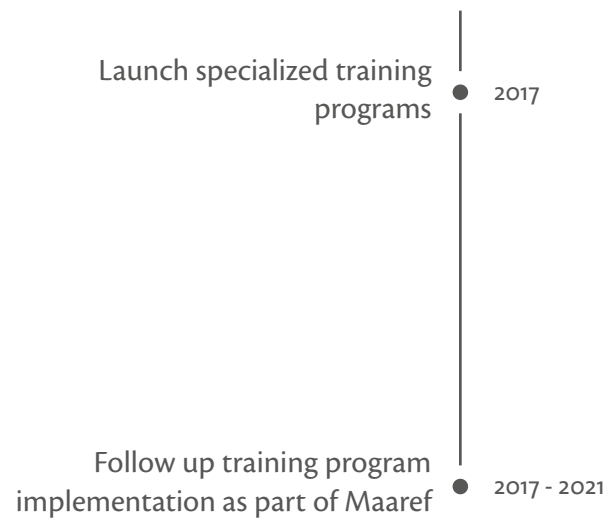 Launch specialized training
programs
2017
Follow up training program
implementation as part of Maaref
2017 - 2021